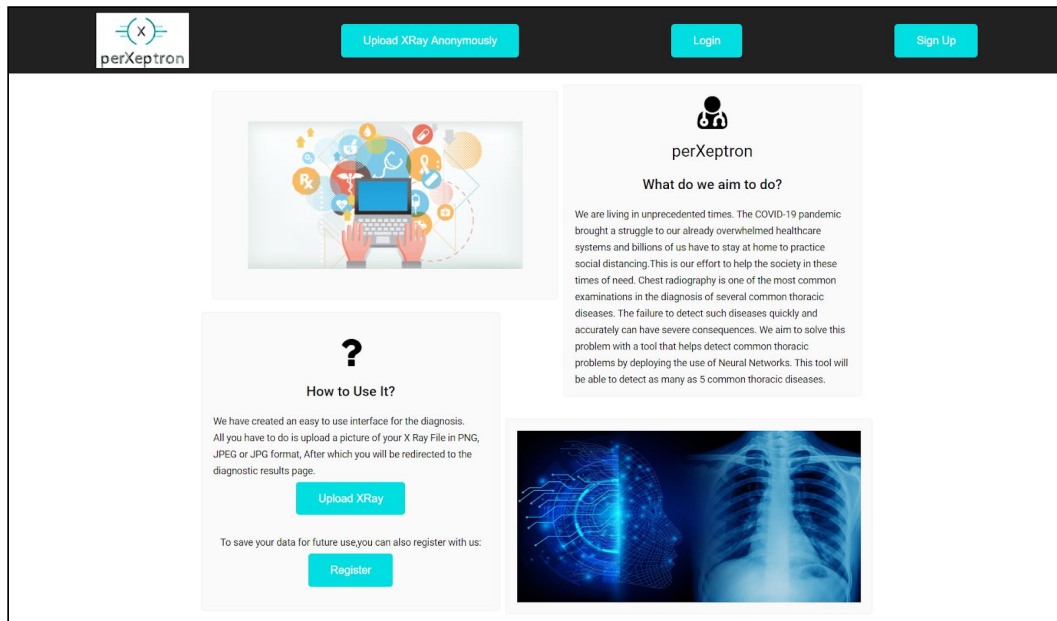 X
perXeptron
Upload XRay Anonymously
Login
Sign Up
Rx
perXeptron
What do we aim to do?
We are living in unprecedented times. The COVID-19 pandemic
brought a struggle to our already overwhelmed healthcare
systems and billions of us have to stay at home to practice
social distancing.This is our effort to help the society in these
times of need. Chest radiography is one of the most common
examinations in the diagnosis of several common thoracic
diseases. The failure to detect such diseases quickly and
accurately can have severe consequences. We aim to solve this
problem with a tool that helps detect common thoracic
problems by deploying the use of Neural Networks. This tool will
be able to detect as many as 5 common thoracic diseases.
?
How to Use It?
We have created an easy to use interface for the diagnosis.
All you have to do is upload a picture of your X Ray File in PNG,
JPEG or JPG format, After which you will be redirected to the
diagnostic results page.
Upload XRay
To save your data for future use,you can also register with us:
Register